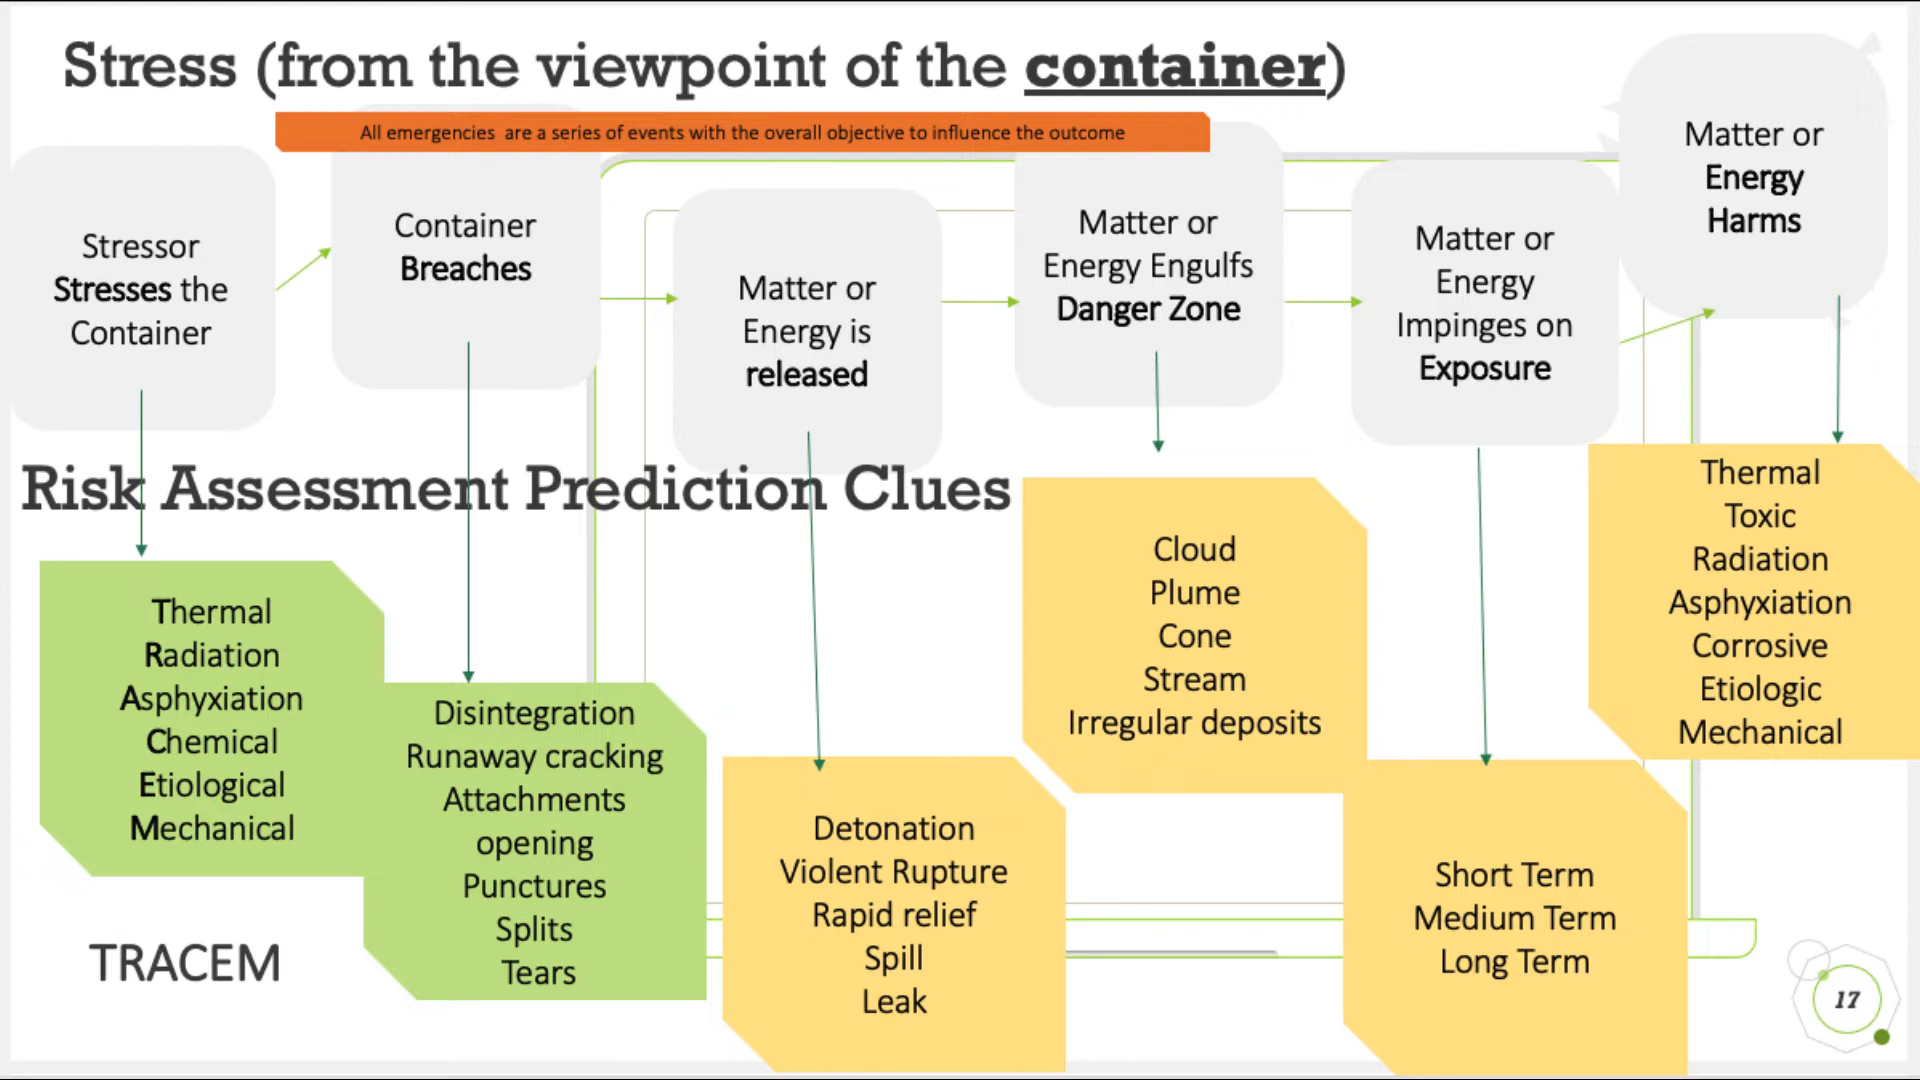 Stress (from the viewpoint of the container)
All emergencies are a series of events with the overall objective to influence the outcome
Stressor
Stresses the
Container
Container
Breaches
Matter or
Energy is
released
Matter or
Energy Engulfs
Danger Zone
Matter or
Energy
Impinges on
Exposure
Matter or
Energy
Harms
Risk Assessment Prediction Clues
Thermal
Radiation
Asphyxiation
Chemical
Etiological
Mechanical
Disintegration
Runaway cracking
Attachments
opening
Punctures
Splits
Tears
Detonation
Violent Rupture
Rapid relief
Spill
Leak
Cloud
Plume
Cone
Stream
Irregular deposits
Short Term
Medium Term
Long Term
Thermal
Toxic
Radiation
Asphyxiation
Corrosive
Etiologic
Mechanical
TRACEM
17